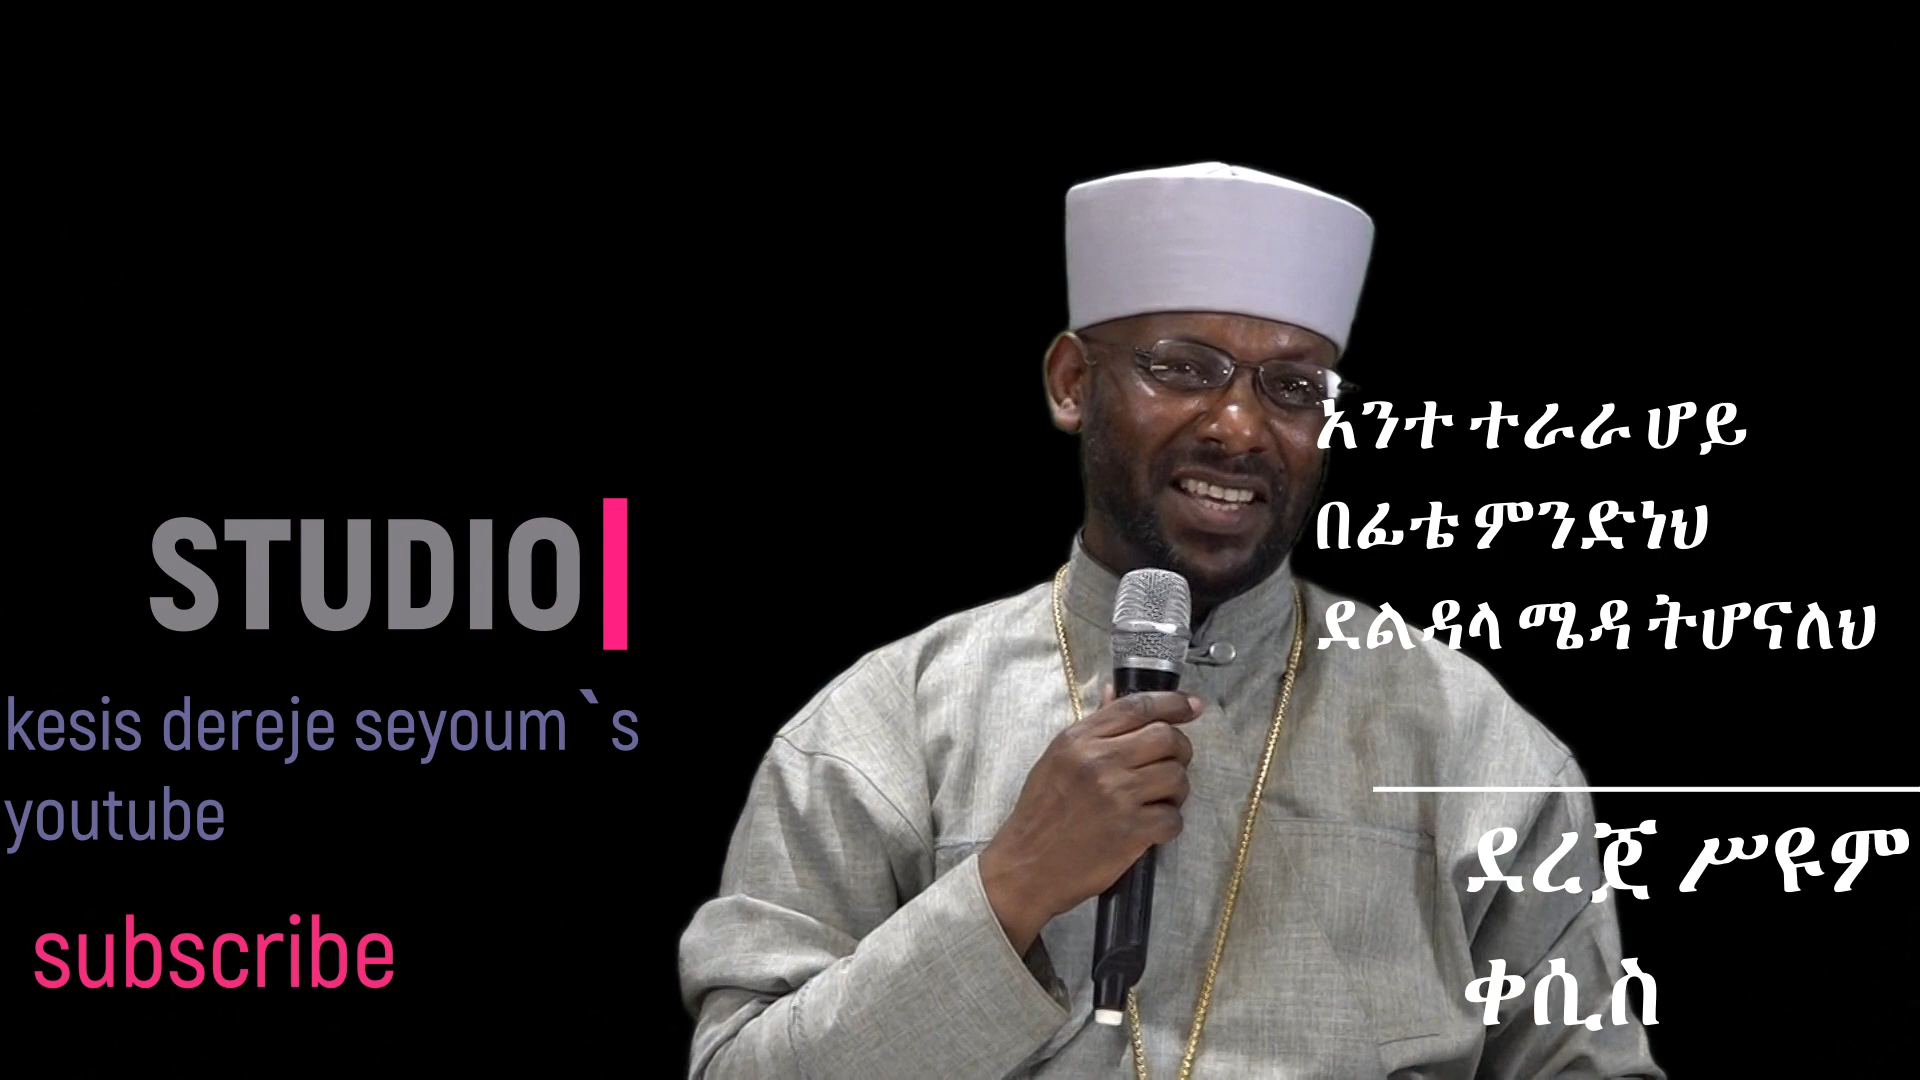 STUDIO
kesis dereje seyoum`s
youtube
subscribe
አንተ ተራራ ሆይ
በፊቴ ምንድነህ
ደልዳላ ሜዳ ትሆናለህ
ደረጀ ሥዩም
ቀሲስ